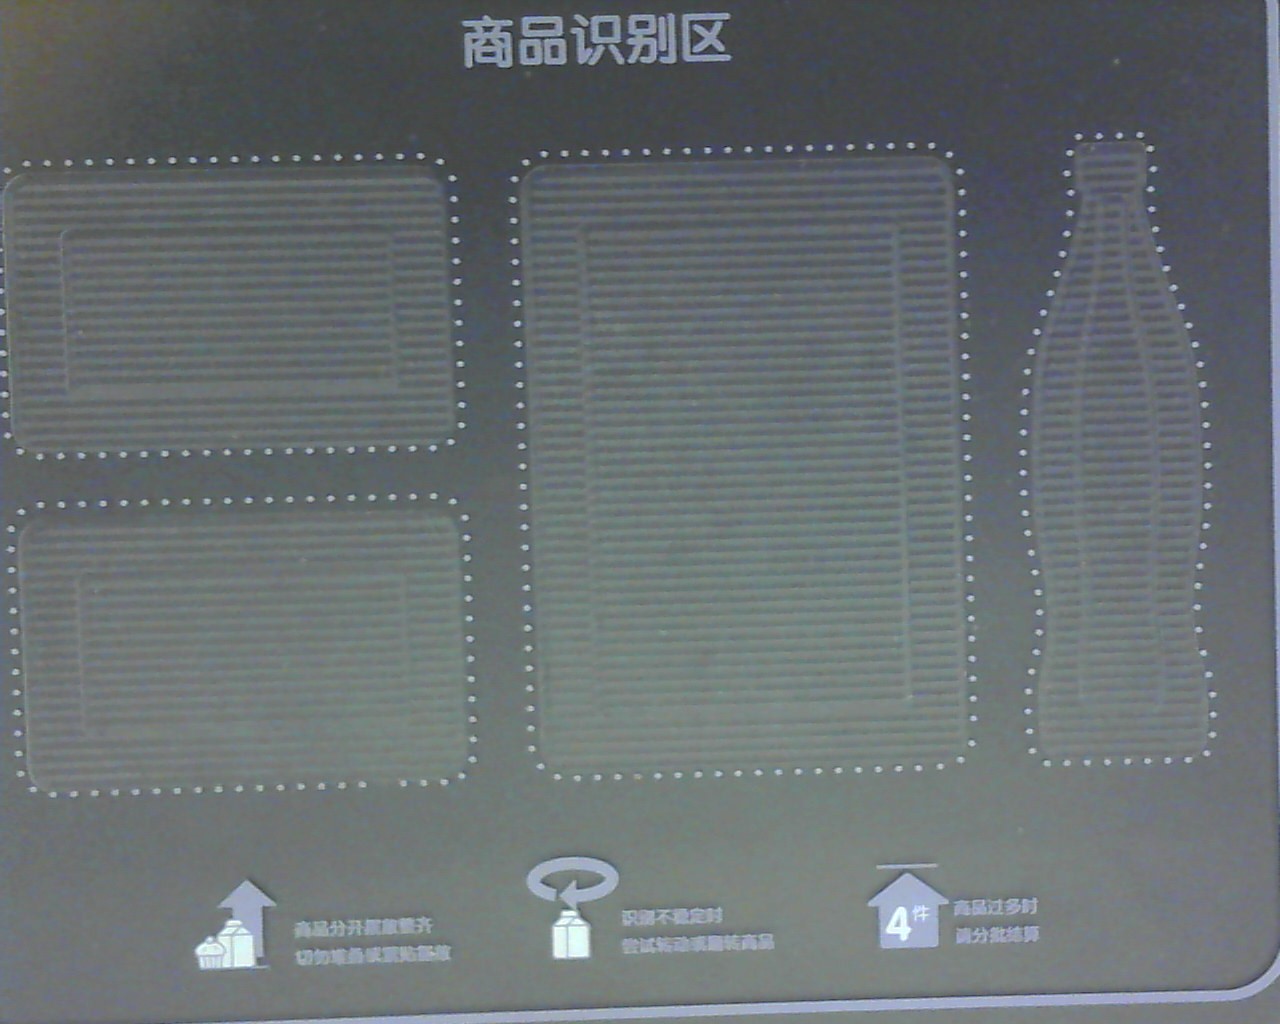 商品识别区
商品分开摆放整齐
切勿堆叠或紧贴摆放
识别不稳定时
尝试转动或翻转商品
4件
商品过多时
请分批结算